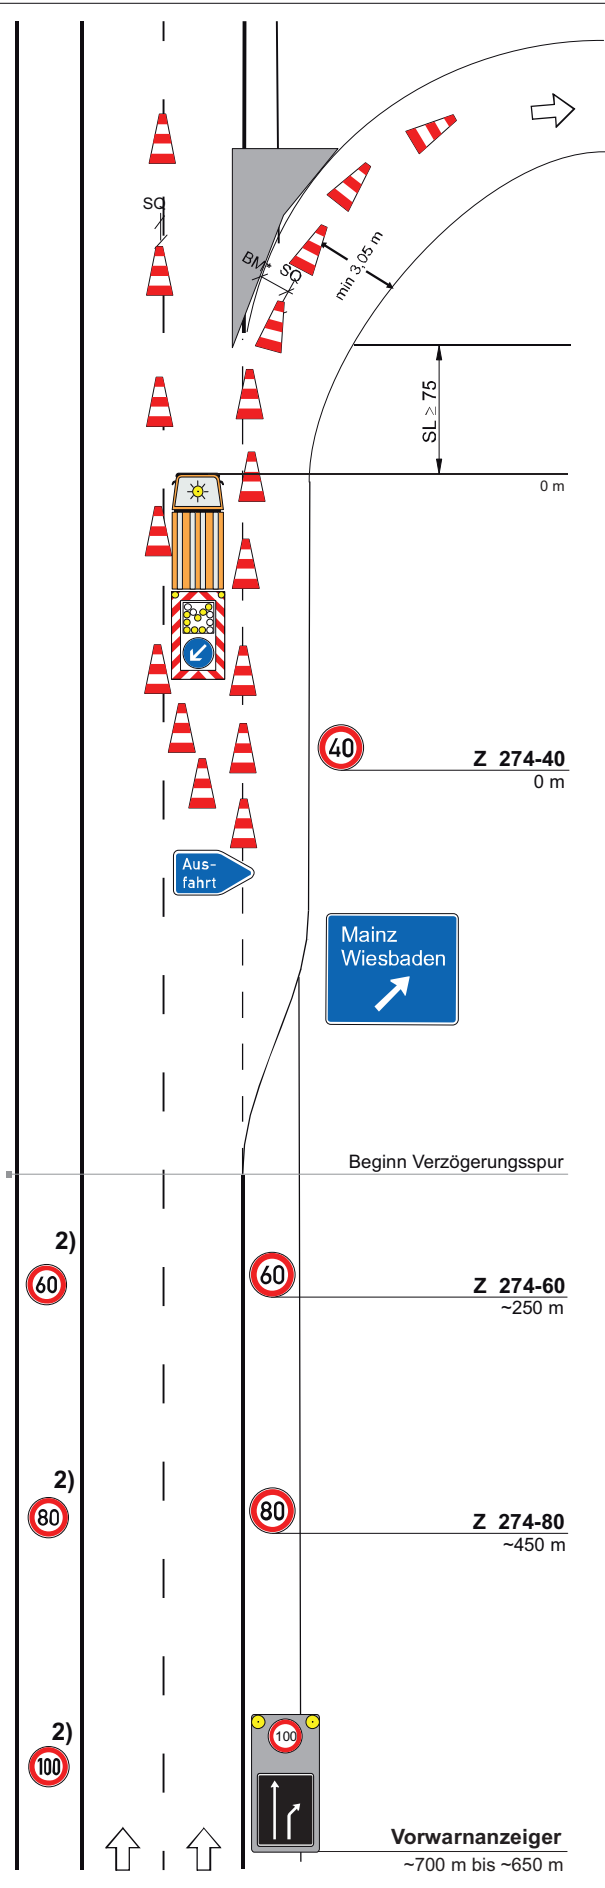 SQ
BM* SQ
min 3,05 m
SL ≥ 75
0 m
40
Z 274-40
0 m
Aus-
fahrt
Mainz
Wiesbaden
Beginn Verzögerungsspur
2)
60
60
Z 274-60
~250 m
2)
80
80
Z 274-80
~450 m
2)
100
100
Vorwarnanzeiger
~700 m bis ~650 m